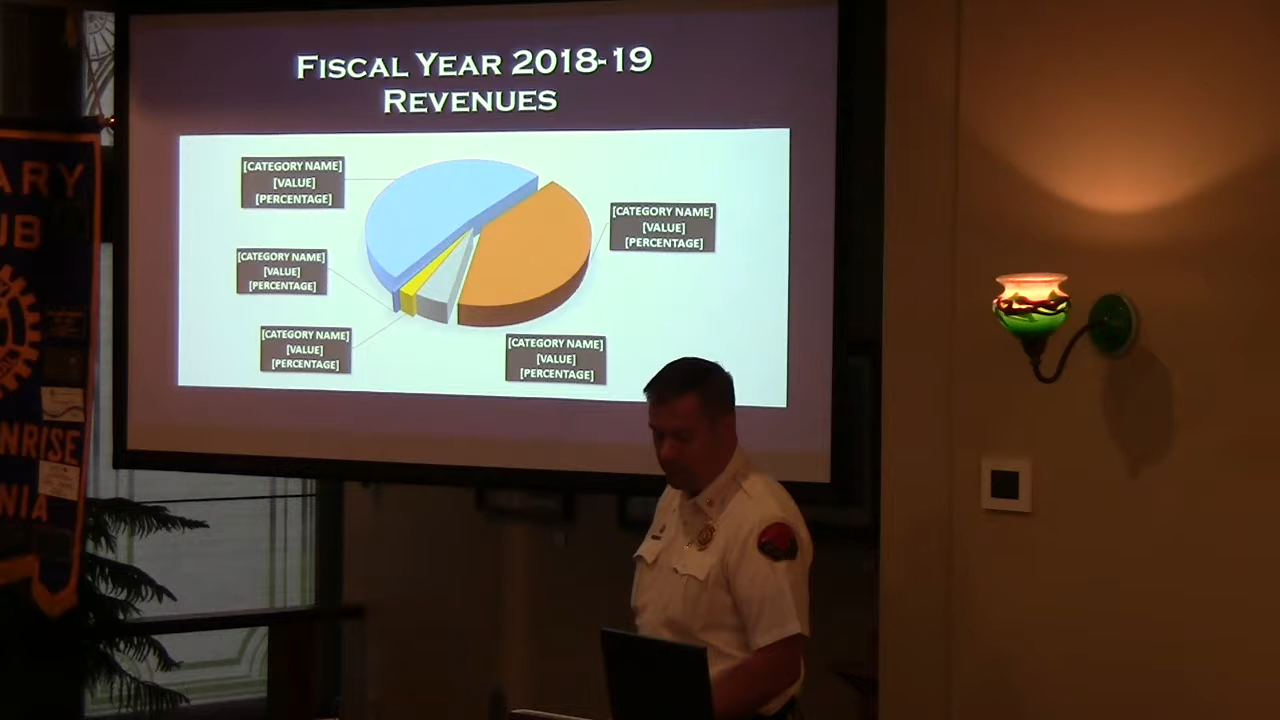 FISCAL YEAR 2018-19
REVENUES
[CATEGORY NAME]
[VALUE]
[PERCENTAGE]
[CATEGORY NAME]
[VALUE]
[PERCENTAGE]
[CATEGORY NAME]
[VALUE]
[PERCENTAGE]
[CATEGORY NAME]
[VALUE]
[PERCENTAGE]
[CATEGORY NAME]
[VALUE]
[PERCENTAGE]
ARY
UB
NRISE
NIA